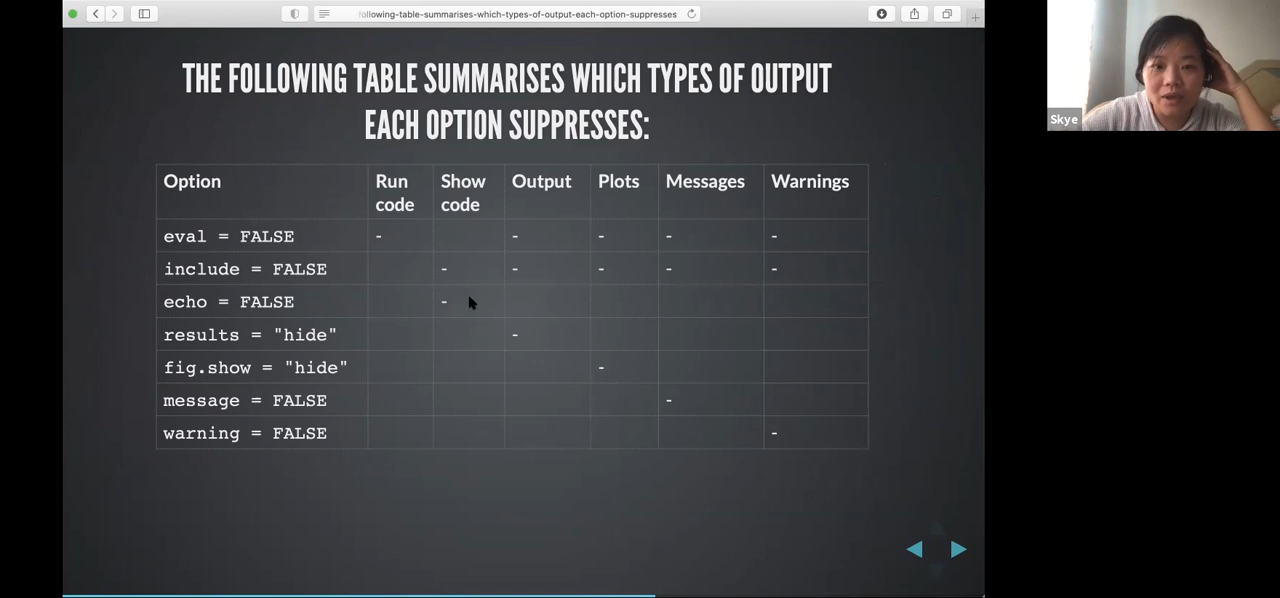 following-table-summarises-which-types-of-output-each-option-suppresses
THE FOLLOWING TABLE SUMMARISES WHICH TYPES OF OUTPUT
EACH OPTION SUPPRESSES:
Option Run code Show code Output Plots Messages Warnings
eval = FALSE - - - - -
include = FALSE - - - - -
echo = FALSE -
results = "hide" -
fig.show = "hide" -
message = FALSE -
warning = FALSE -
Skye